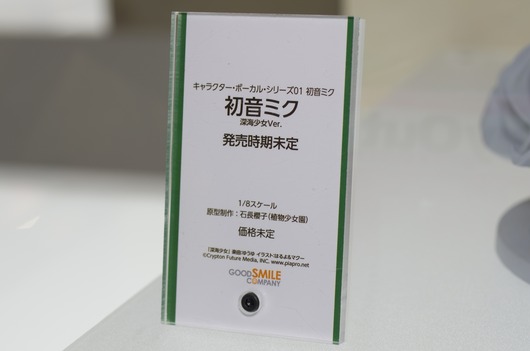 キャラクター・ボーカル・シリーズ01 初音ミク
初音ミク
深海少女Ver.
発売時期未定
1/8スケール
原型制作：石長櫻子(植物少女園)
価格未定
「深海少女」楽曲:ゆうゆ イラスト:はるよ&マクー
©Crypton Future Media, INC. www.piapro.net
GOOD SMILE
COMPANY